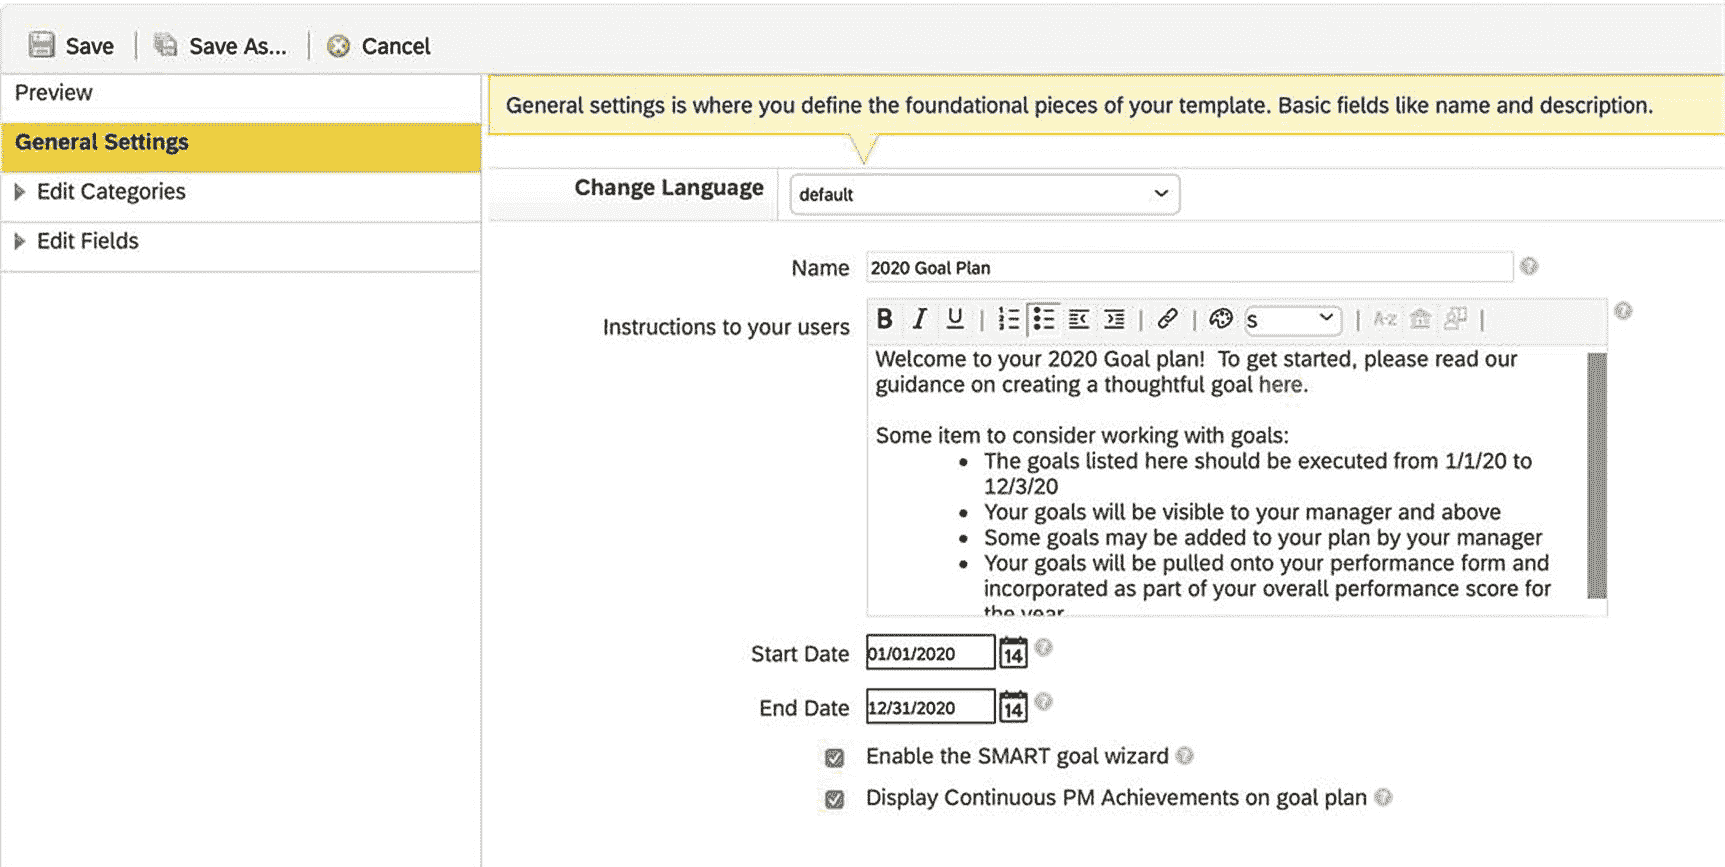 Save | Save As... | Cancel
Preview
General Settings
Edit Categories
Edit Fields
General settings is where you define the foundational pieces of your template. Basic fields like name and description.
Change Language default
Name 2020 Goal Plan
Instructions to your users
B I U S A-z
Welcome to your 2020 Goal plan! To get started, please read our
guidance on creating a thoughtful goal here.
Some item to consider working with goals:
• The goals listed here should be executed from 1/1/20 to
12/3/20
• Your goals will be visible to your manager and above
• Some goals may be added to your plan by your manager
• Your goals will be pulled onto your performance form and
incorporated as part of your overall performance score for
the year
Start Date 01/01/2020 14
End Date 12/31/2020 14
Enable the SMART goal wizard
Display Continuous PM Achievements on goal plan